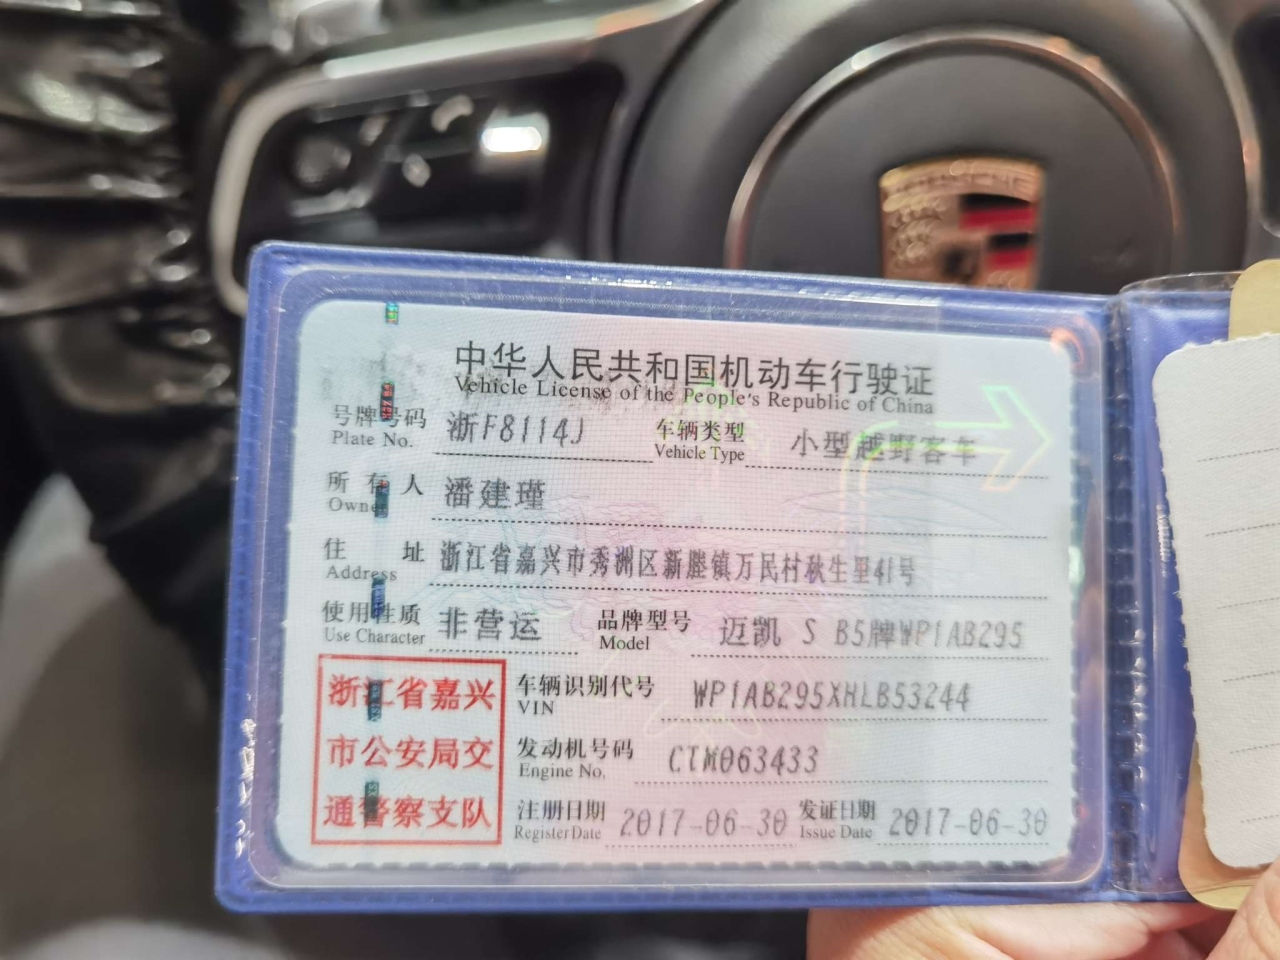 中华人民共和国机动车行驶证
Vehicle License of the People's Republic of China
号牌号码 浙F8114J 车辆类型 小型越野客车
Plate No. Vehicle Type
所有人 潘建瑾
Owner
住址 浙江省嘉兴市秀洲区新塍镇万民村秋生里41号
Address
使用性质 非营运 品牌型号 迈凯 S B5牌WP1AB295
Use Character Model
浙江省嘉兴
市公安局交
通警察支队
车辆识别代号 WP1AB295XHLB53244
VIN
发动机号码 CTM063433
Engine No.
注册日期 2017-06-30 发证日期 2017-06-30
Register Date Issue Date
PORSCHE